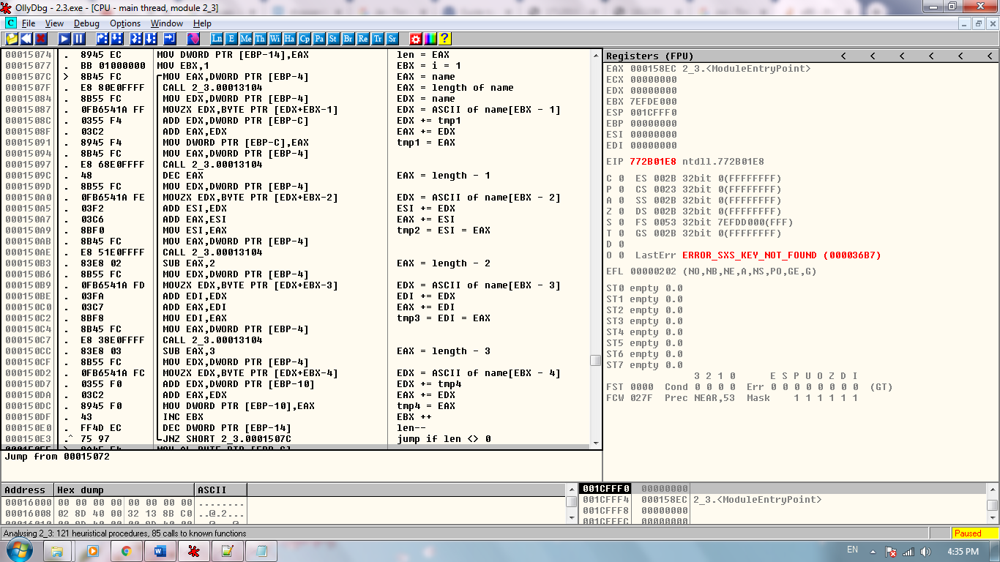 OllyDbg - 2.3.exe - [CPU - main thread, module 2_3]
C File View Debug Options Window Help
Ln E Me Th Wi Ha Cp Pa St Br Re Tr Sr ?
00015074 . 8945 EC MOV DWORD PTR [EBP-14],EAX len = EAX
00015077 . BB 01000000 MOV EBX,1 EBX = i = 1
0001507C > 8B45 FC MOV EAX,DWORD PTR [EBP-4] EAX = name
0001507F . E8 80E0FFFF CALL 2_3.00013104 EAX = length of name
00015084 . 8B55 FC MOV EDX,DWORD PTR [EBP-4] EDX = name
00015087 . 0FB6541A FF MOVZX EDX,BYTE PTR [EDX+EBX-1] EDX = ASCII of name[EBX - 1]
0001508C . 0355 F4 ADD EDX,DWORD PTR [EBP-C] EDX += tmp1
0001508F . 03C2 ADD EAX,EDX EAX += EDX
00015091 . 8945 F4 MOV DWORD PTR [EBP-C],EAX tmp1 = EAX
00015094 . 8B45 FC MOV EAX,DWORD PTR [EBP-4]
00015097 . E8 68E0FFFF CALL 2_3.00013104
0001509C . 48 DEC EAX EAX = length - 1
0001509D . 8B55 FC MOV EDX,DWORD PTR [EBP-4]
000150A0 . 0FB6541A FE MOVZX EDX,BYTE PTR [EDX+EBX-2] EDX = ASCII of name[EBX - 2]
000150A5 . 03F2 ADD ESI,EDX ESI += EDX
000150A7 . 03C6 ADD EAX,ESI EAX += ESI
000150A9 . 8BF0 MOV ESI,EAX tmp2 = ESI = EAX
000150AB . 8B45 FC MOV EAX,DWORD PTR [EBP-4]
000150AE . E8 51E0FFFF CALL 2_3.00013104
000150B3 . 83E8 02 SUB EAX,2 EAX = length - 2
000150B6 . 8B55 FC MOV EDX,DWORD PTR [EBP-4]
000150B9 . 0FB6541A FD MOVZX EDX,BYTE PTR [EDX+EBX-3] EDX = ASCII of name[EBX - 3]
000150BE . 03FA ADD EDI,EDX EDI += EDX
000150C0 . 03C7 ADD EAX,EDI EAX += EDI
000150C2 . 8BF8 MOV EDI,EAX tmp3 = EDI = EAX
000150C4 . 8B45 FC MOV EAX,DWORD PTR [EBP-4]
000150C7 . E8 38E0FFFF CALL 2_3.00013104
000150CC . 83E8 03 SUB EAX,3 EAX = length - 3
000150CF . 8B55 FC MOV EDX,DWORD PTR [EBP-4]
000150D2 . 0FB6541A FC MOVZX EDX,BYTE PTR [EDX+EBX-4] EDX = ASCII of name[EBX - 4]
000150D7 . 0355 F0 ADD EDX,DWORD PTR [EBP-10] EDX += tmp4
000150DA . 03C2 ADD EAX,EDX EAX += EDX
000150DC . 8945 F0 MOV DWORD PTR [EBP-10],EAX tmp4 = EAX
000150DF . 43 INC EBX EBX ++
000150E0 . FF4D EC DEC DWORD PTR [EBP-14] len--
000150E3 .^ 75 97 JNZ SHORT 2_3.0001507C jump if len <> 0
Jump from 00015072
Registers (FPU) < < < < < <
EAX 000158EC 2_3.<ModuleEntryPoint>
ECX 00000000
EDX 00000000
EBX 7EFDE000
ESP 001CFFF0
EBP 00000000
ESI 00000000
EDI 00000000
EIP 772B01E8 ntdll.772B01E8
C 0 ES 002B 32bit 0(FFFFFFFF)
P 0 CS 0023 32bit 0(FFFFFFFF)
A 0 SS 002B 32bit 0(FFFFFFFF)
Z 0 DS 002B 32bit 0(FFFFFFFF)
S 0 FS 0053 32bit 7EFDD000(FFF)
T 0 GS 002B 32bit 0(FFFFFFFF)
D 0
O 0 LastErr ERROR_SXS_KEY_NOT_FOUND (000036B7)
EFL 00000202 (NO,NB,NE,A,NS,PO,GE,G)
ST0 empty 0.0
ST1 empty 0.0
ST2 empty 0.0
ST3 empty 0.0
ST4 empty 0.0
ST5 empty 0.0
ST6 empty 0.0
ST7 empty 0.0
3 2 1 0 E S P U O Z D I
FST 0000 Cond 0 0 0 0 Err 0 0 0 0 0 0 0 0 (GT)
FCW 027F Prec NEAR,53 Mask 1 1 1 1 1 1
Address Hex dump ASCII
00016000 00 00 00 00 00 00 00 00 ........
00016008 02 8D 40 00 32 13 8B C0 ..@.2...
001CFFF0 00000000
001CFFF4 000158EC 2_3.<ModuleEntryPoint>
001CFFF8 00000000
001CFFFC 00000000
Analysing 2_3: 121 heuristical procedures, 85 calls to known functions
Paused
EN 4:35 PM